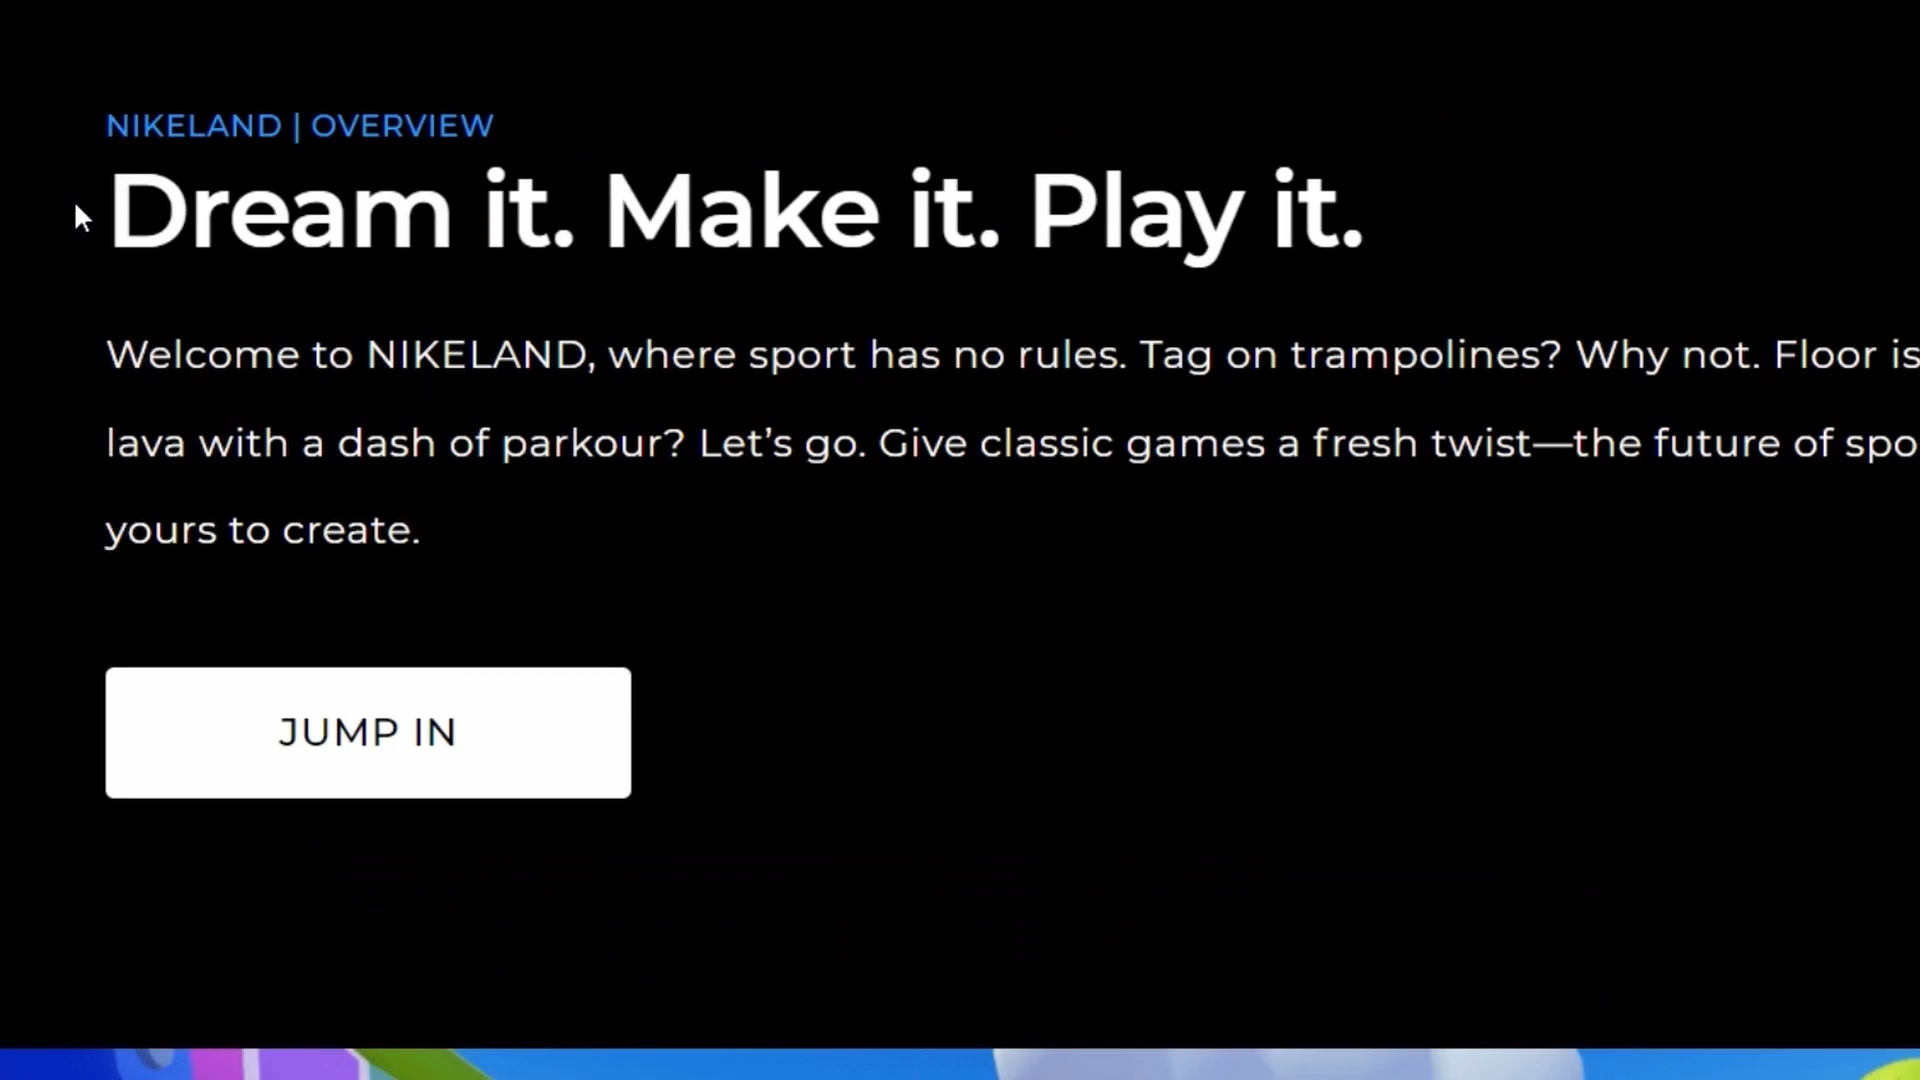 NIKELAND | OVERVIEW
Dream it. Make it. Play it.
Welcome to NIKELAND, where sport has no rules. Tag on trampolines? Why not. Floor is
lava with a dash of parkour? Let’s go. Give classic games a fresh twist—the future of spo
yours to create.
JUMP IN